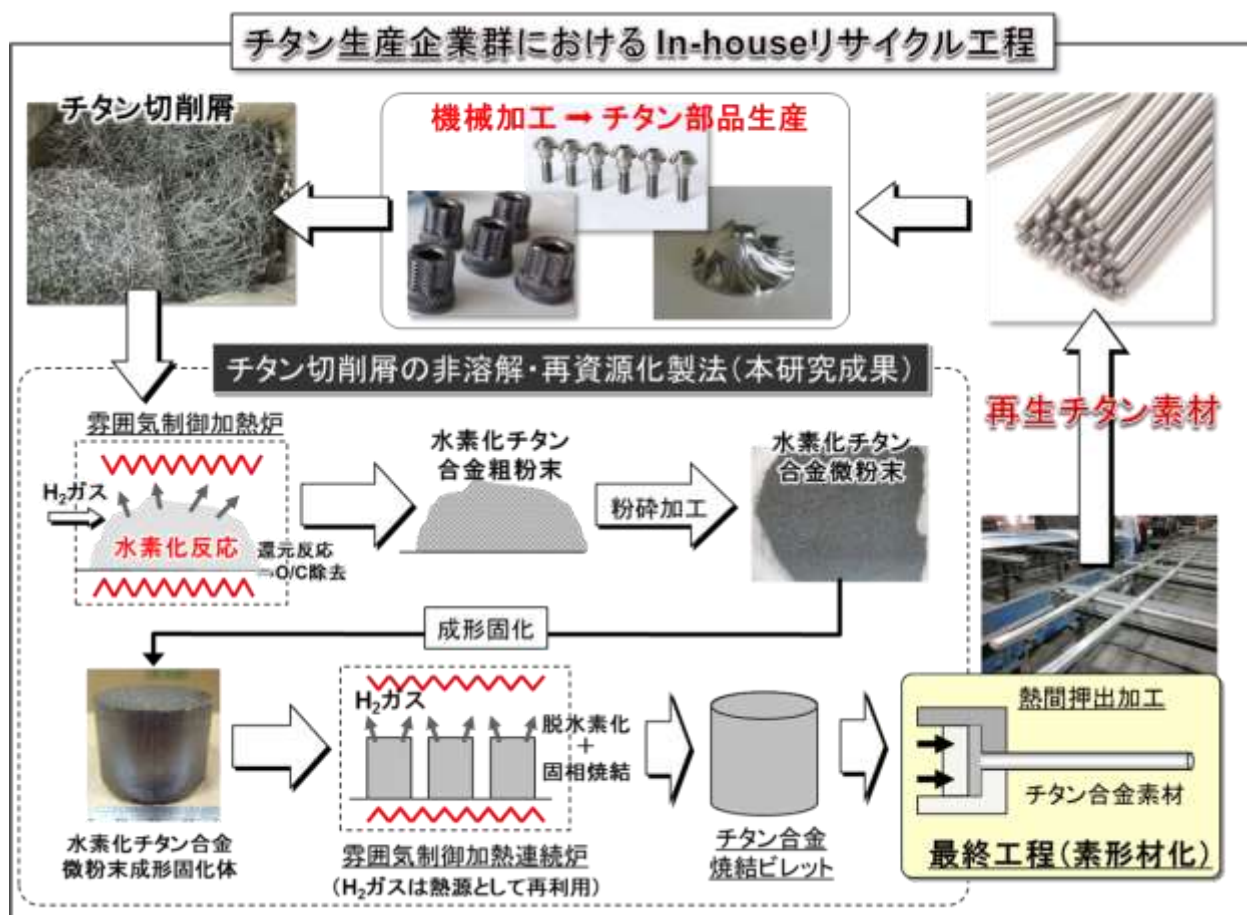 チタン生産企業群における In-houseリサイクル工程
チタン切削屑
機械加工 ➡ チタン部品生産
チタン切削屑の非溶解・再資源化製法（本研究成果）
雰囲気制御加熱炉
H₂ガス
水素化反応
還元反応
→O/C除去
水素化チタン
合金粗粉末
粉砕加工
水素化チタン
合金微粉末
再生チタン素材
成形固化
水素化チタン合金
微粉末成形固化体
H₂ガス
脱水素化
＋
固相焼結
雰囲気制御加熱連続炉
（H₂ガスは熱源として再利用）
チタン合金
焼結ビレット
熱間押出加工
チタン合金素材
最終工程（素形材化）